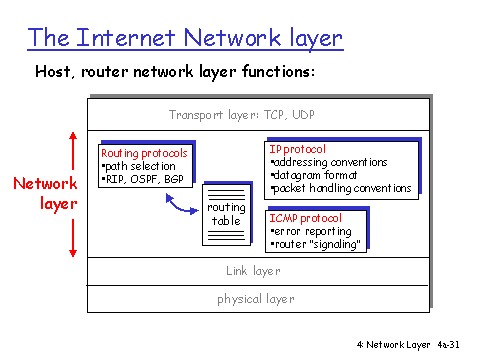 The Internet Network layer
Host, router network layer functions:
Transport layer: TCP, UDP
Network
layer
Routing protocols
•path selection
•RIP, OSPF, BGP
routing
table
IP protocol
•addressing conventions
•datagram format
•packet handling conventions
ICMP protocol
•error reporting
•router "signaling"
Link layer
physical layer
4: Network Layer 4a-31